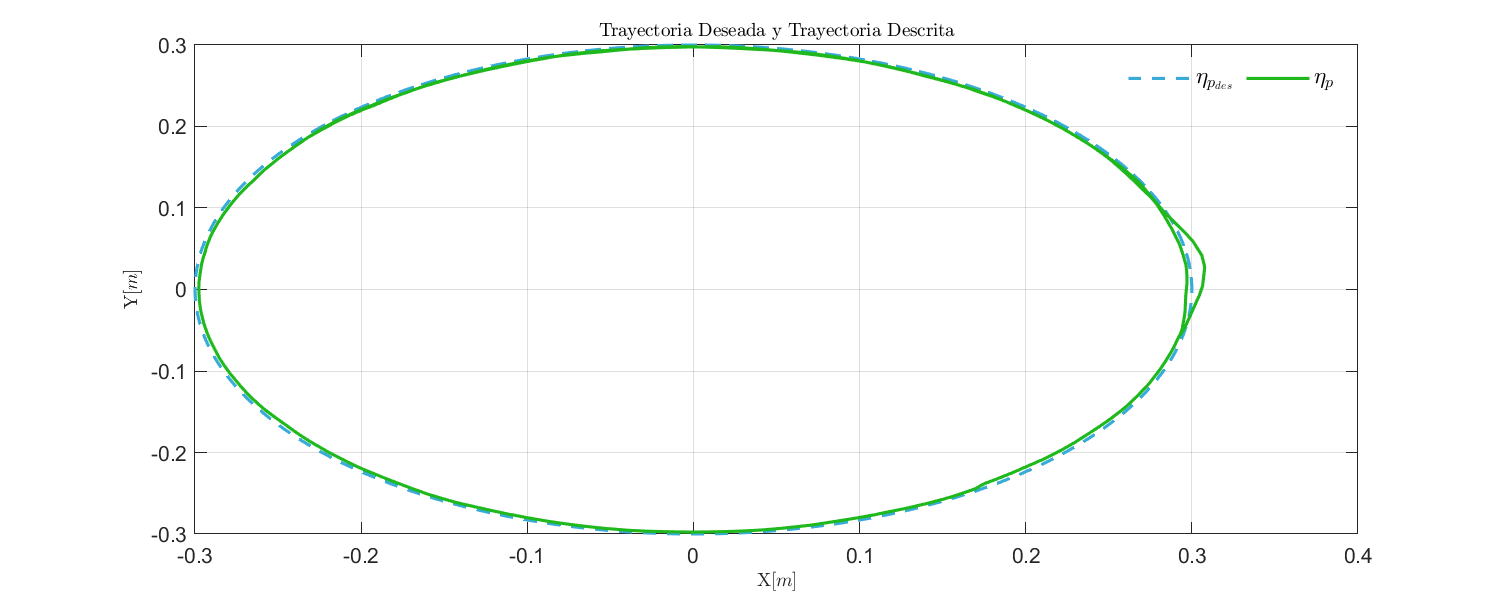 Trayectoria Deseada y Trayectoria Descrita
η_{p_{des}} η_p
0.3
0.2
0.1
0
-0.1
-0.2
-0.3
Y[m]
-0.3 -0.2 -0.1 0 0.1 0.2 0.3 0.4
X[m]